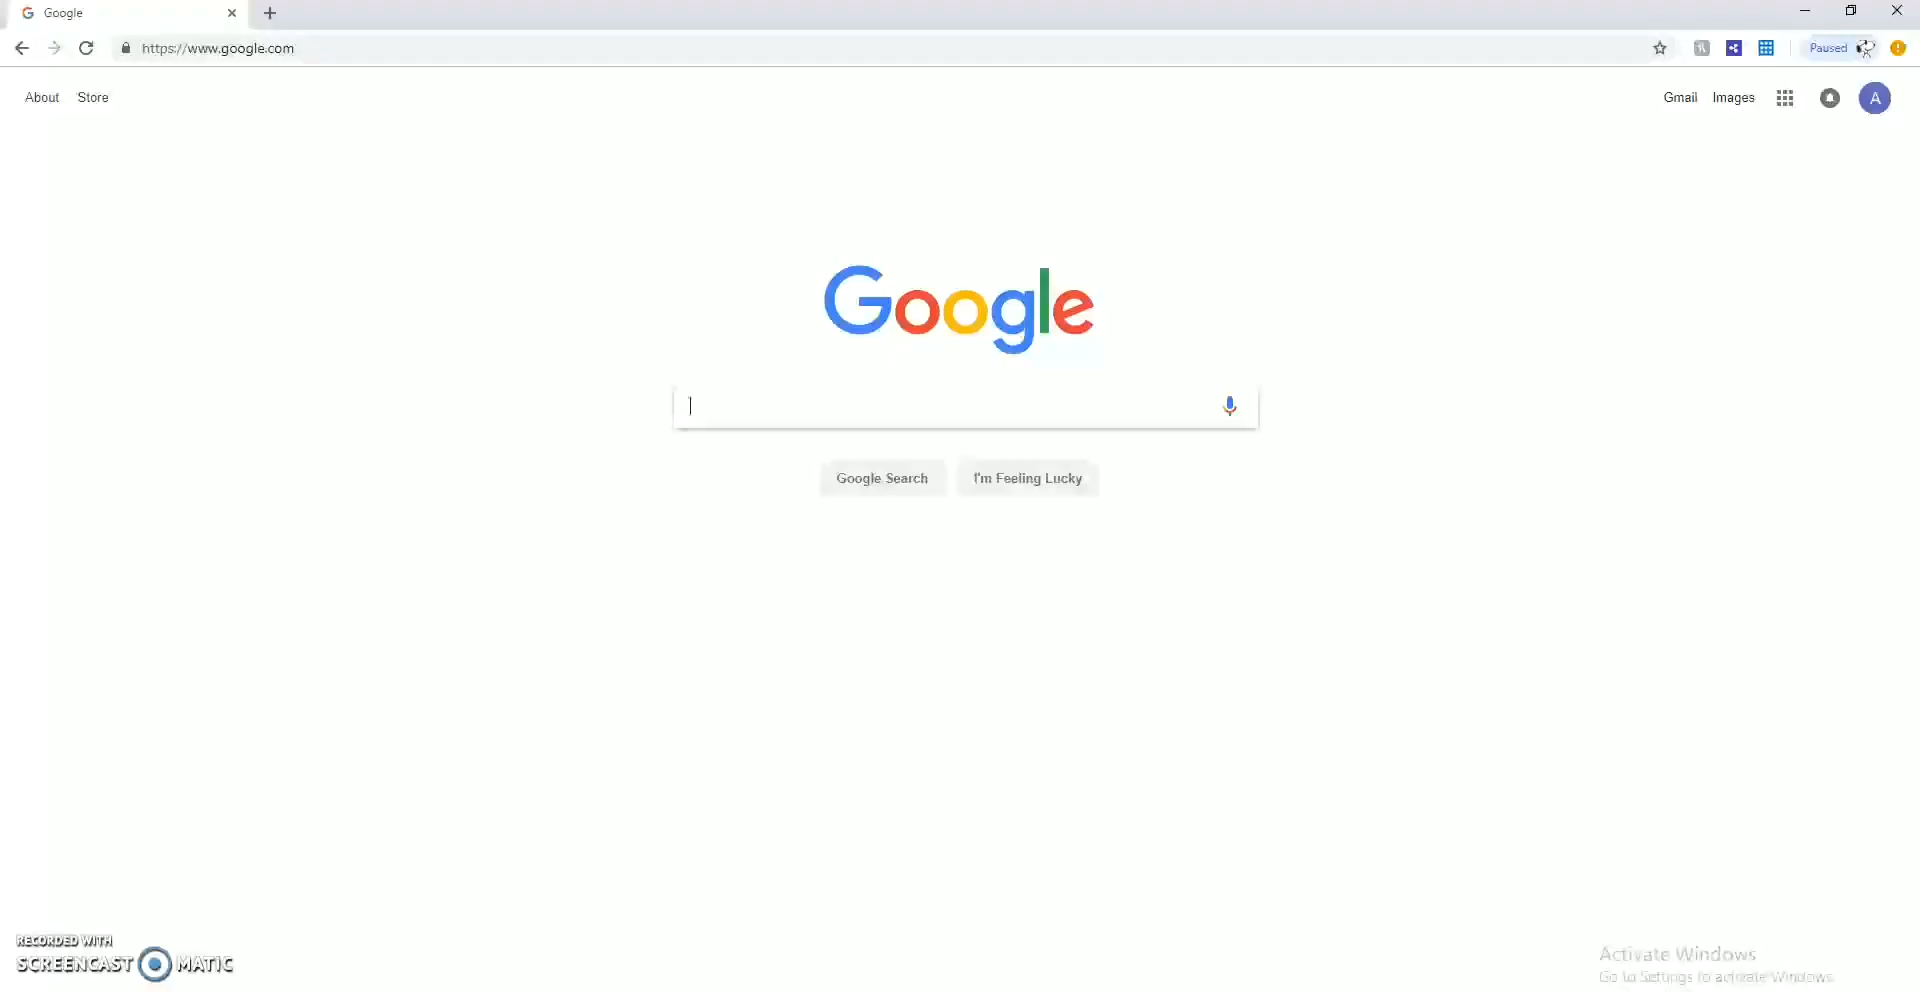 Google
https://www.google.com
Paused
About Store
Gmail Images
A
Google
Google Search
I'm Feeling Lucky
RECORDED WITH
SCREENCAST MATIC
Activate Windows
Go to Settings to activate Windows.